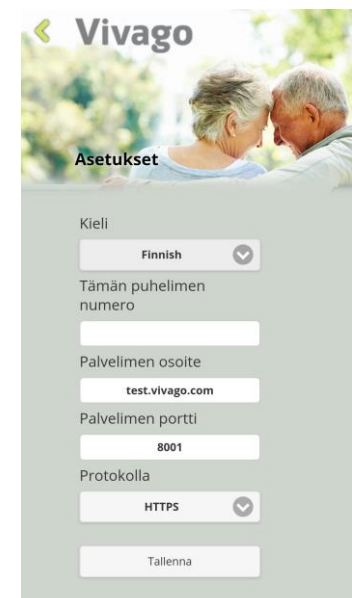 Vivago
Asetukset
Kieli
Finnish
Tämän puhelimen
numero
Palvelimen osoite
test.vivago.com
Palvelimen portti
8001
Protokolla
HTTPS
Tallenna